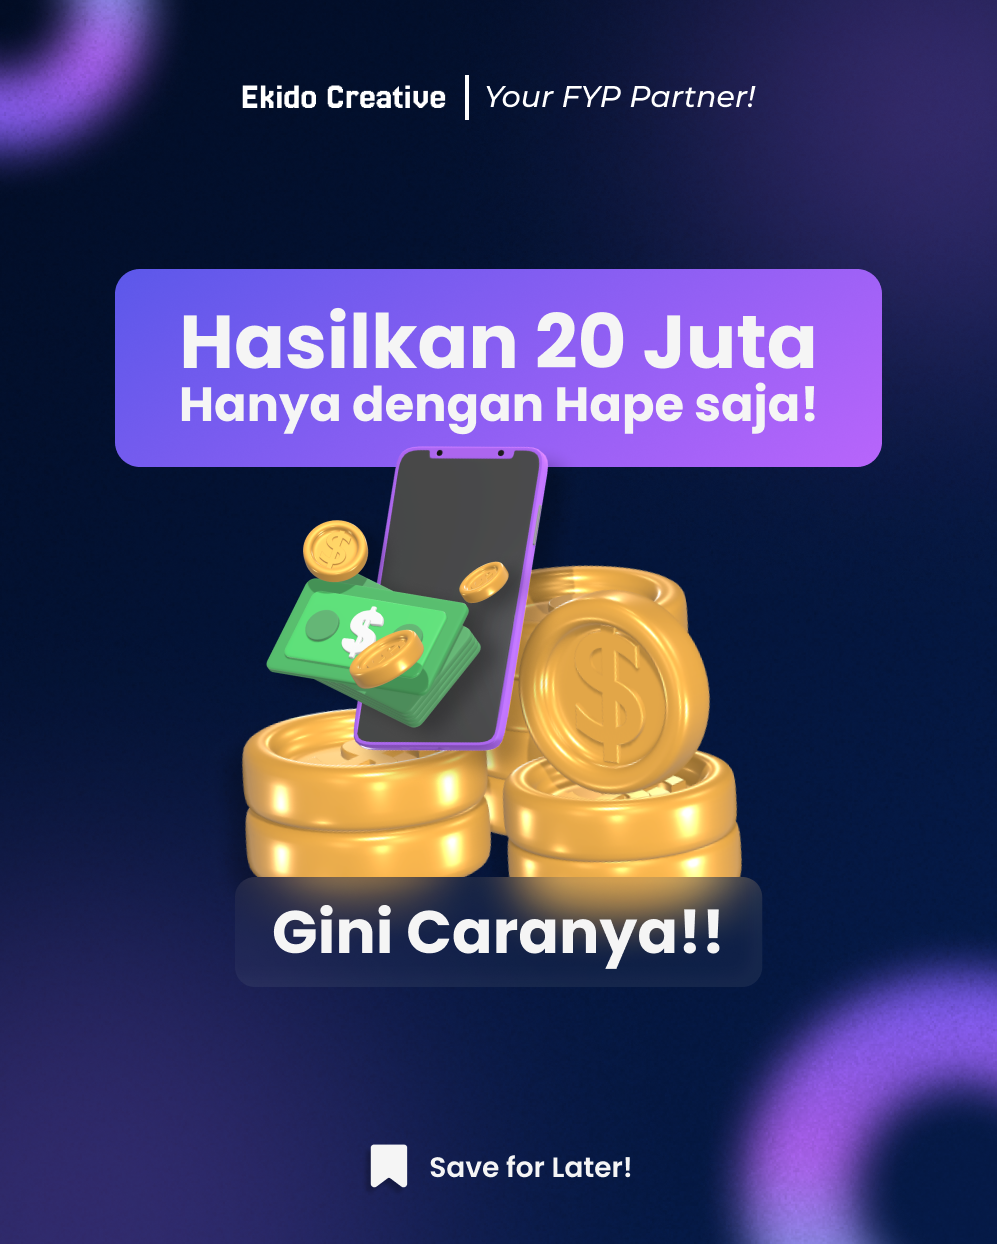 Ekido Creative | Your FYP Partner!
Hasilkan 20 Juta
Hanya dengan Hape saja!
Gini Caranya!!
Save for Later!